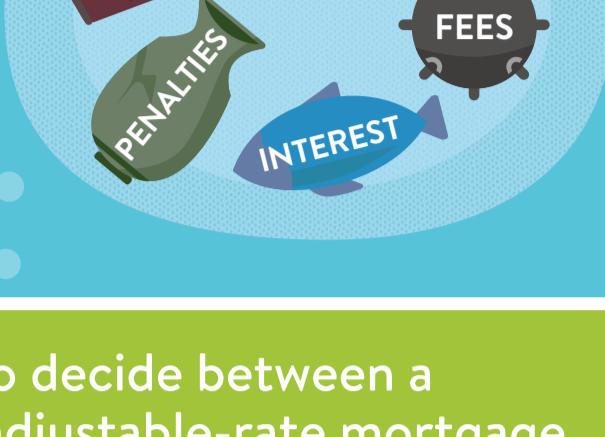 FEES
PENALTIES
INTEREST
o decide between a
adjustable-rate mortgage